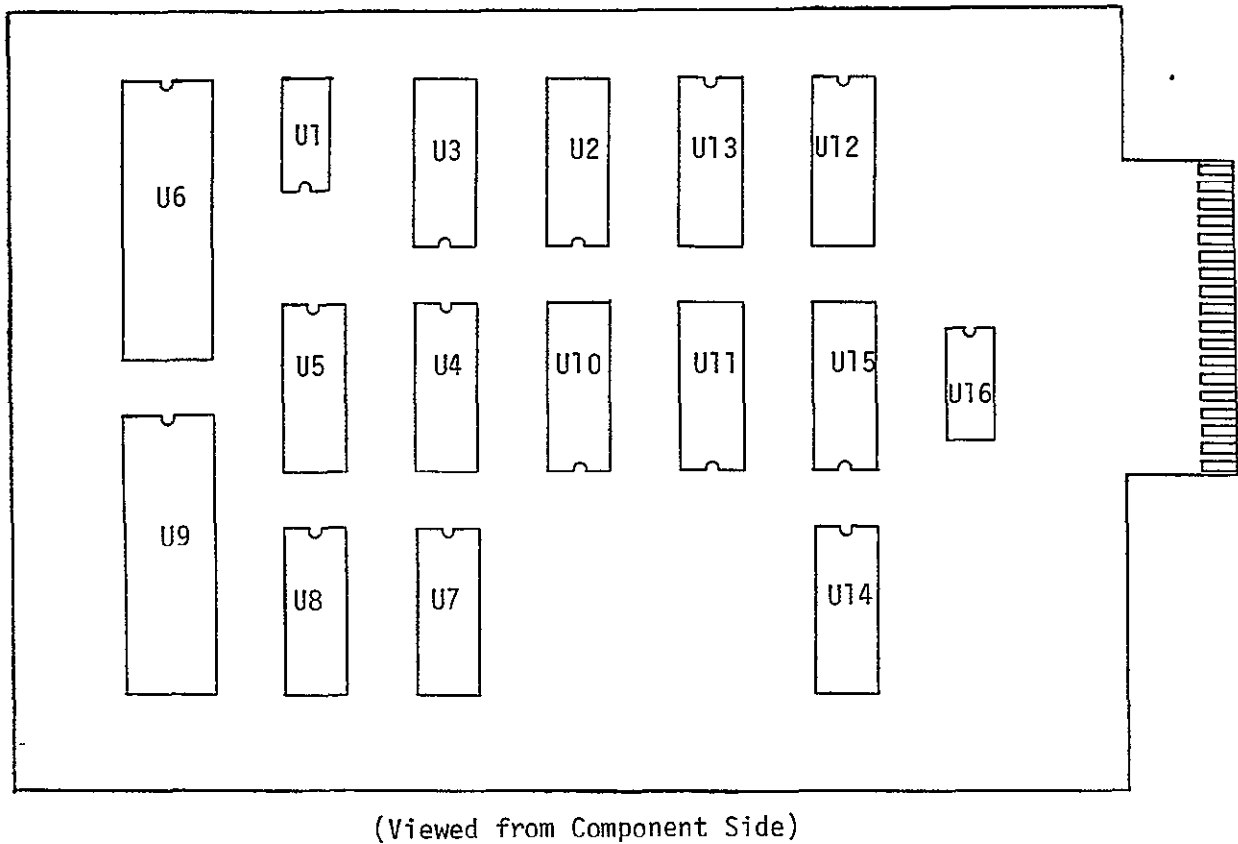 U1 U3 U2 U13 U12
U6
U5 U4 U10 U11 U15 U16
U9
U8 U7 U14
(Viewed from Component Side)